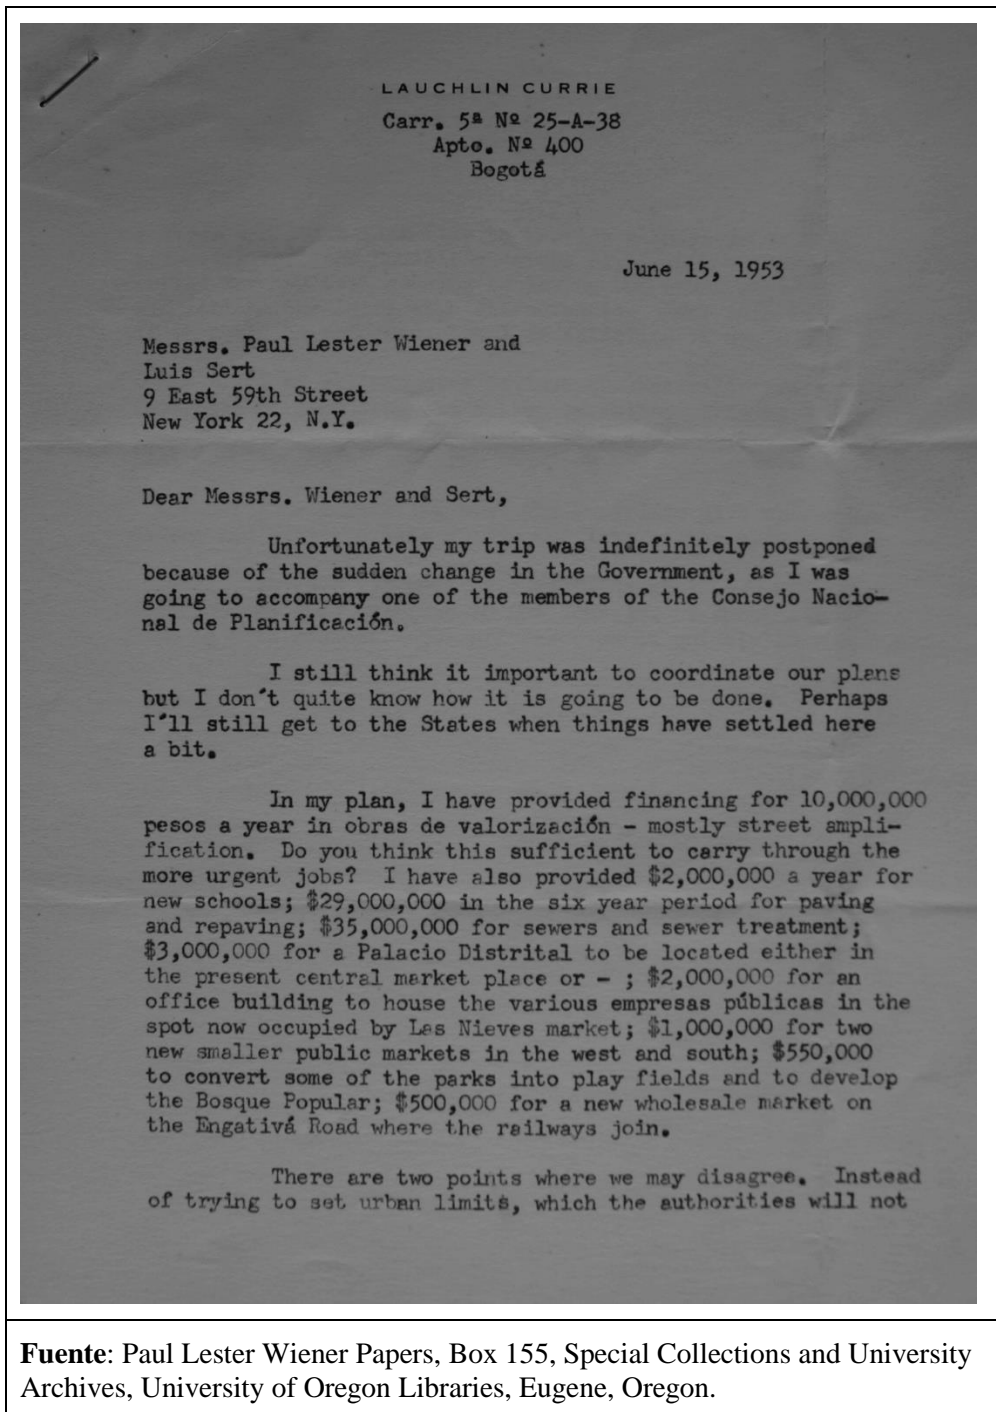 LAUCHLIN CURRIE
Carr. 5ª Nº 25-A-38
Apto. Nº 400
Bogotá
June 15, 1953
Messrs. Paul Lester Wiener and
Luis Sert
9 East 59th Street
New York 22, N.Y.
Dear Messrs. Wiener and Sert,
Unfortunately my trip was indefinitely postponed
because of the sudden change in the Government, as I was
going to accompany one of the members of the Consejo Nacio-
nal de Planificación.
I still think it important to coordinate our plans
but I don't quite know how it is going to be done. Perhaps
I'll still get to the States when things have settled here
a bit.
In my plan, I have provided financing for 10,000,000
pesos a year in obras de valorización - mostly street ampli-
fication. Do you think this sufficient to carry through the
more urgent jobs? I have also provided $2,000,000 a year for
new schools; $29,000,000 in the six year period for paving
and repaving; $35,000,000 for sewers and sewer treatment;
$3,000,000 for a Palacio Distrital to be located either in
the present central market place or - ; $2,000,000 for an
office building to house the various empresas públicas in the
spot now occupied by Las Nieves market; $1,000,000 for two
new smaller public markets in the west and south; $550,000
to convert some of the parks into play fields and to develop
the Bosque Popular; $500,000 for a new wholesale market on
the Engativá Road where the railways join.
There are two points where we may disagree. Instead
of trying to set urban limits, which the authorities will not
Fuente: Paul Lester Wiener Papers, Box 155, Special Collections and University
Archives, University of Oregon Libraries, Eugene, Oregon.